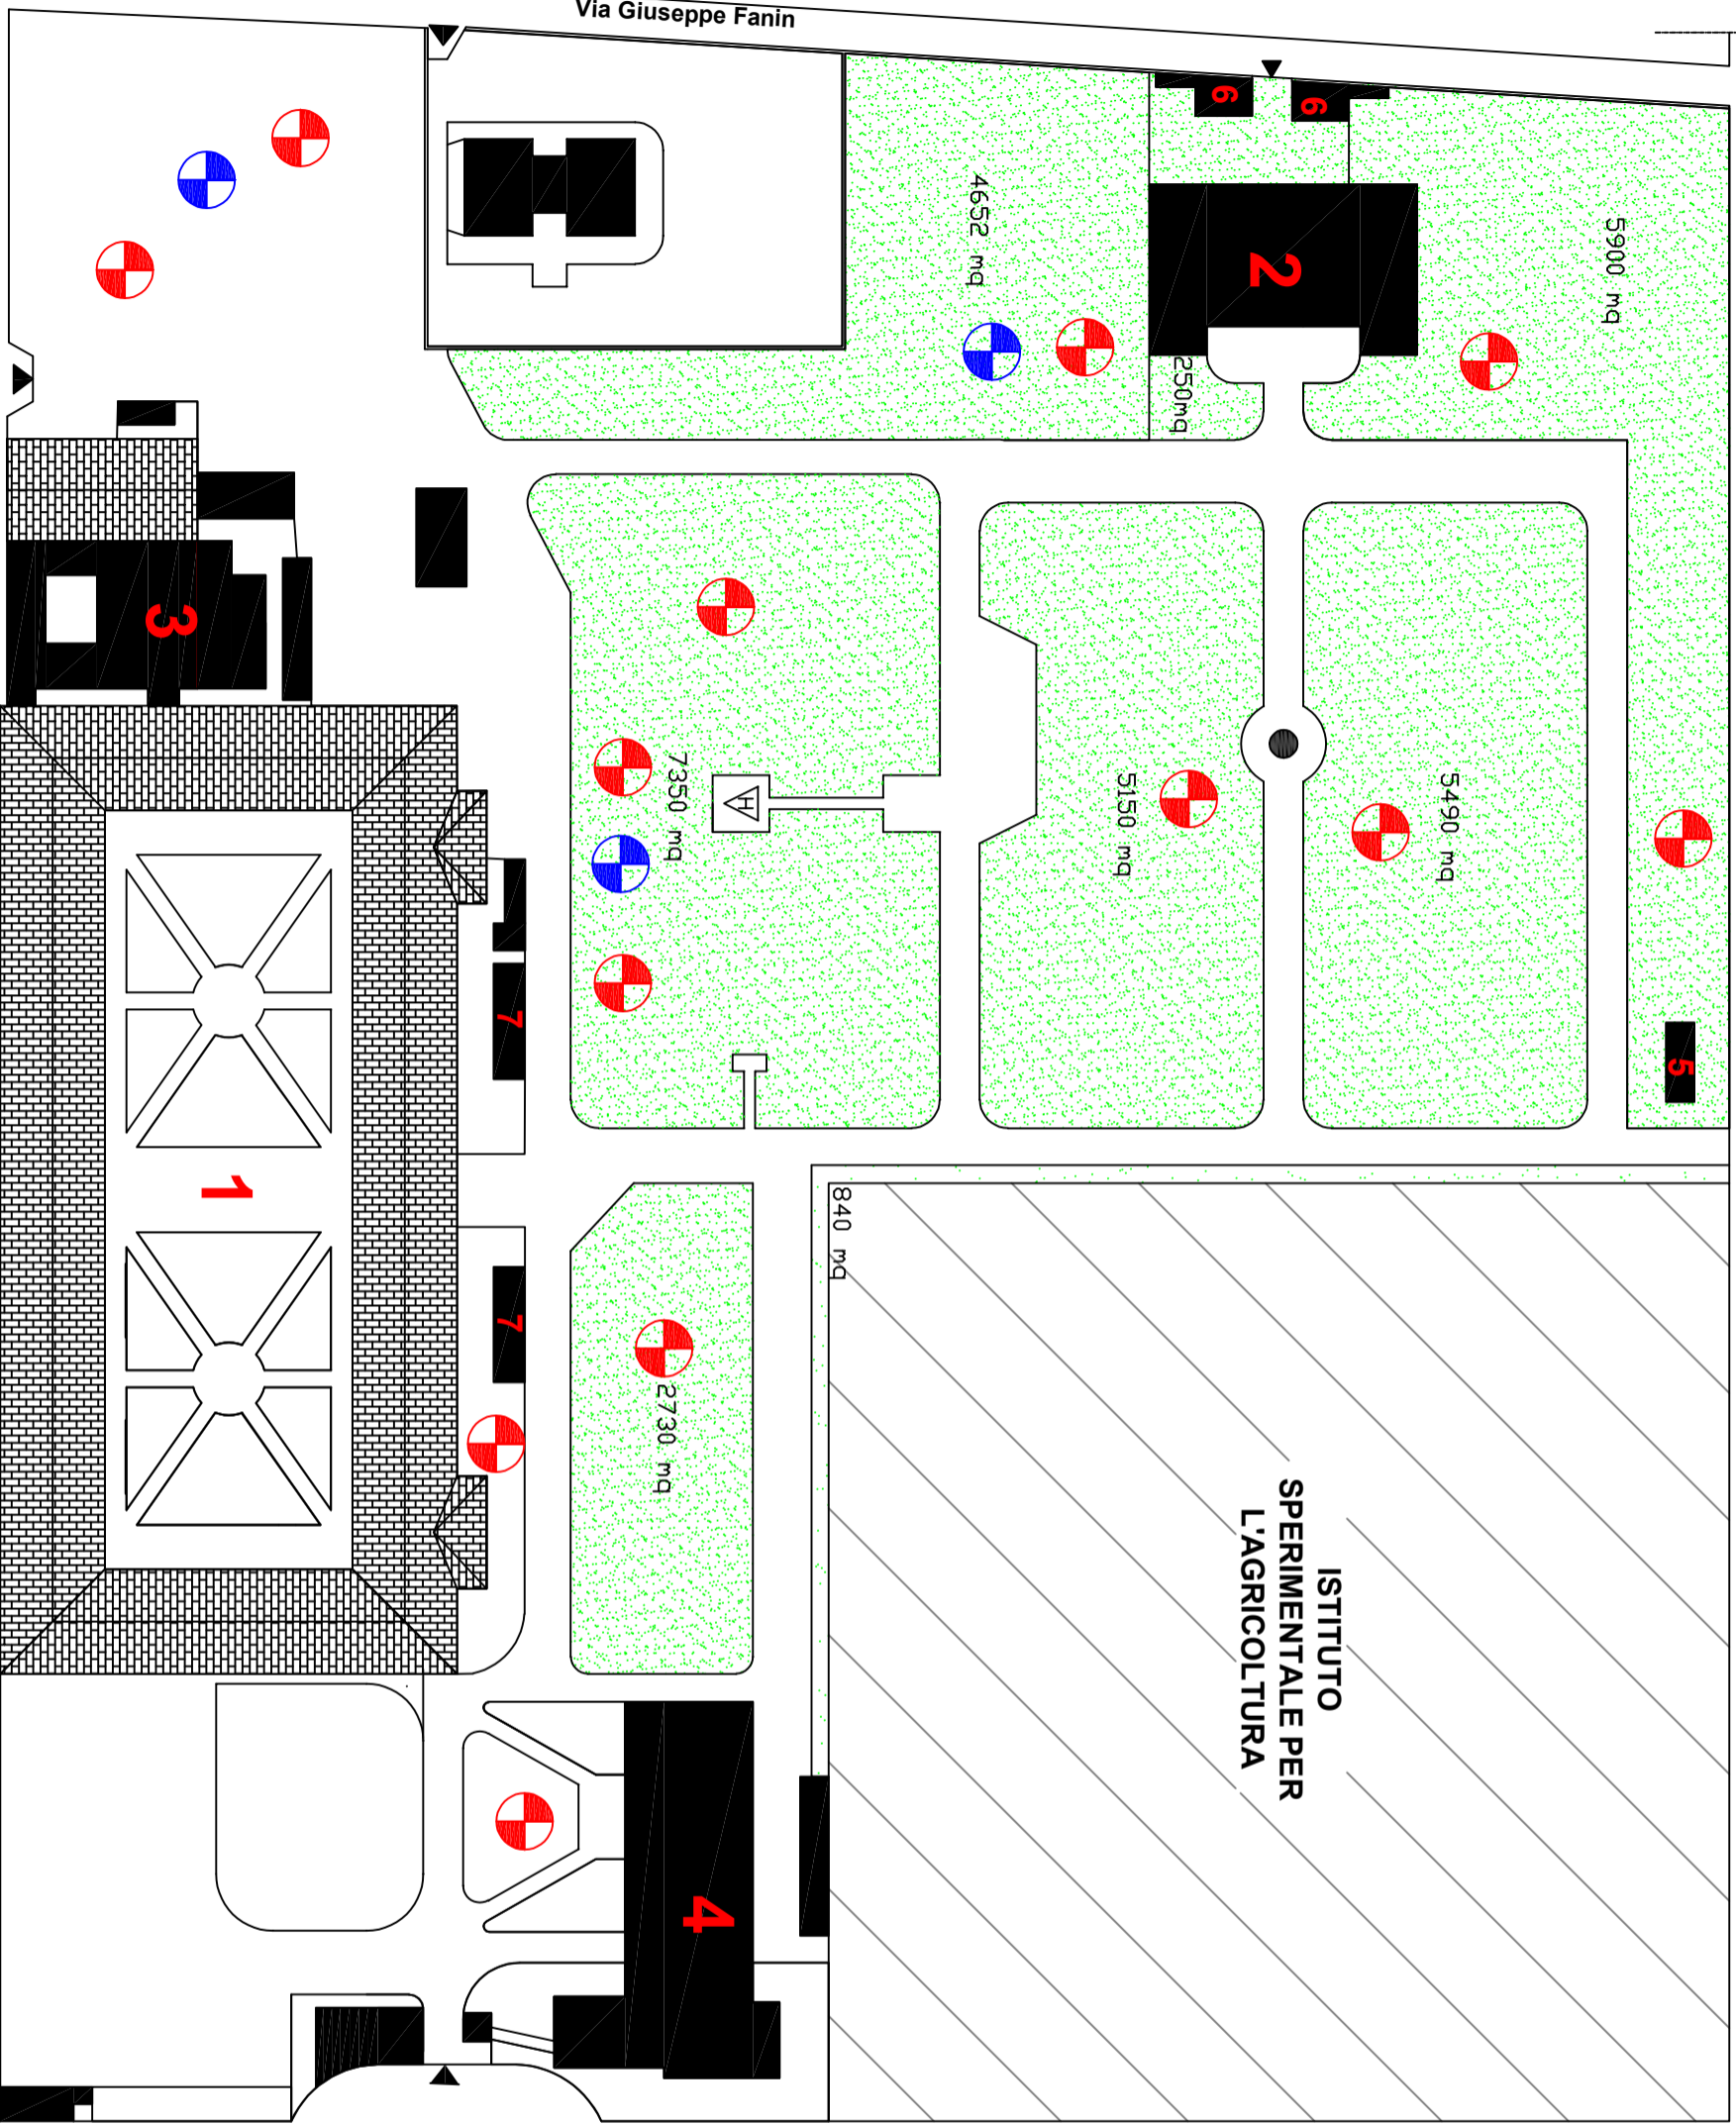 Via Giuseppe Fanin
6
6
4652 mq
2
5900 mq
250mq
3
7350 mq
H
5150 mq
5490 mq
5
7
1
840 mq
7
2730 mq
ISTITUTO
SPERIMENTALE PER
L'AGRICOLTURA
4